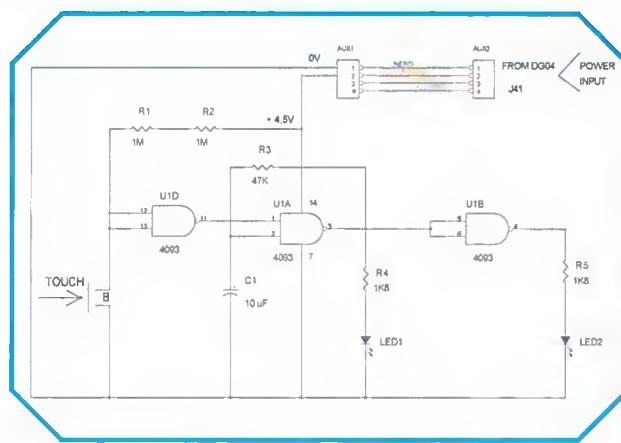 AUX1
AUX2
0V
NERO
1
2
3
4
1
2
3
4
FROM DG04
J41
POWER
INPUT
R1
1M
R2
1M
+ 4,5V
R3
47K
U1D
12
13
11
4093
U1A
14
1
2
3
4093
7
U1B
5
6
4
4093
TOUCH
B
C1
10 uF
R4
1K8
LED1
R5
1K8
LED2